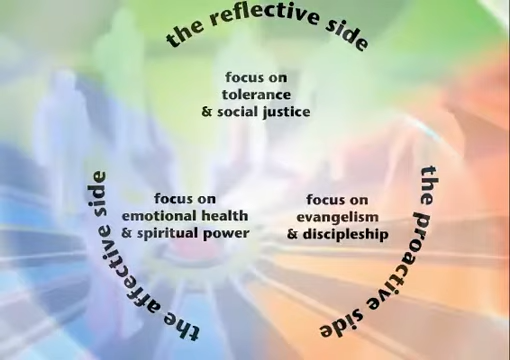 the reflective side
focus on
tolerance
& social justice
the affective side
focus on
emotional health
& spiritual power
focus on
evangelism
& discipleship
the proactive side